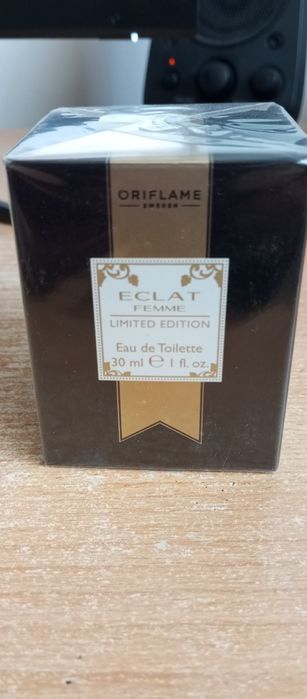 ORIFLAME
SWEDEN
ECLAT
FEMME
LIMITED EDITION
Eau de Toilette
30 ml ℮ 1 fl. oz.